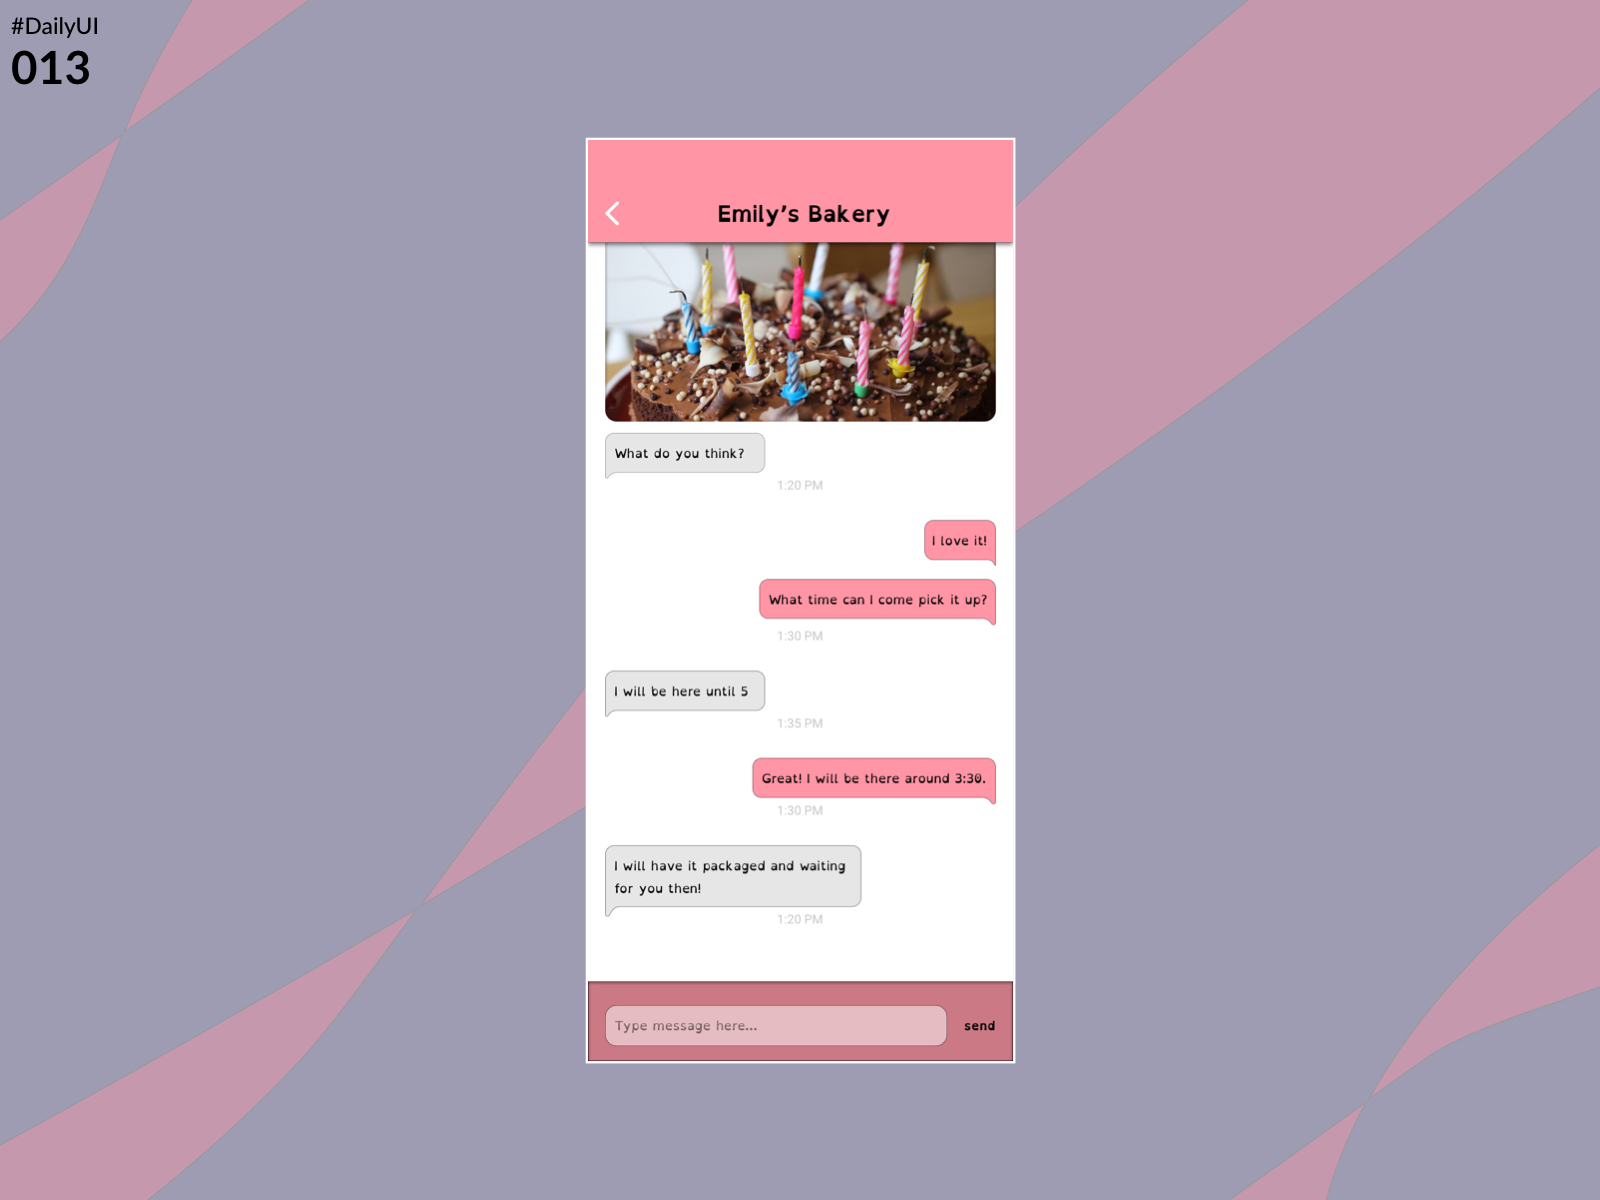 #DailyUI
013
Emily's Bakery
What do you think?
1:20 PM
I love it!
What time can I come pick it up?
1:30 PM
I will be here until 5
1:35 PM
Great! I will be there around 3:30.
1:30 PM
I will have it packaged and waiting
for you then!
1:20 PM
Type message here...
send